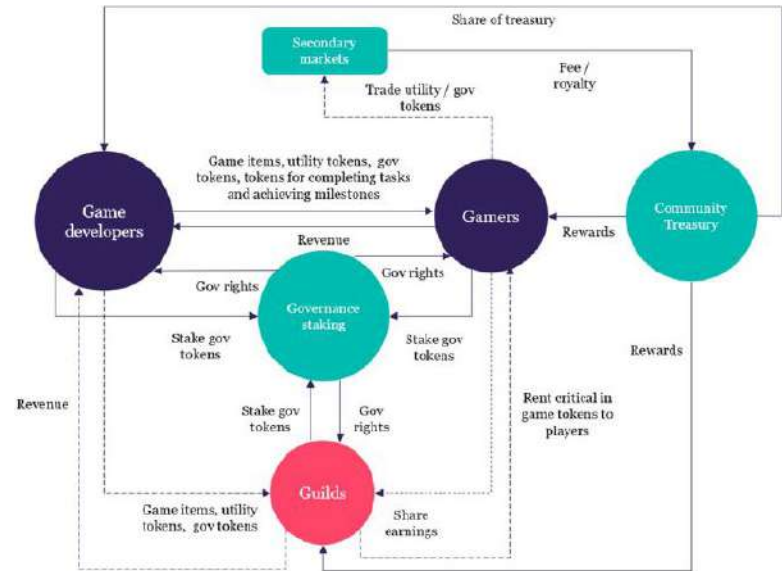 Share of treasury
Secondary
markets
Fee /
royalty
Trade utility / gov
tokens
Game items, utility tokens, gov
tokens, tokens for completing tasks
and achieving milestones
Game
developers
Gamers
Community
Treasury
Rewards
Revenue
Gov rights
Gov rights
Governance
staking
Stake gov
tokens
Stake gov
tokens
Rewards
Revenue
Stake gov
tokens
Gov
rights
Rent critical in
game tokens to
players
Guilds
Game items, utility
tokens, gov tokens
Share
earnings